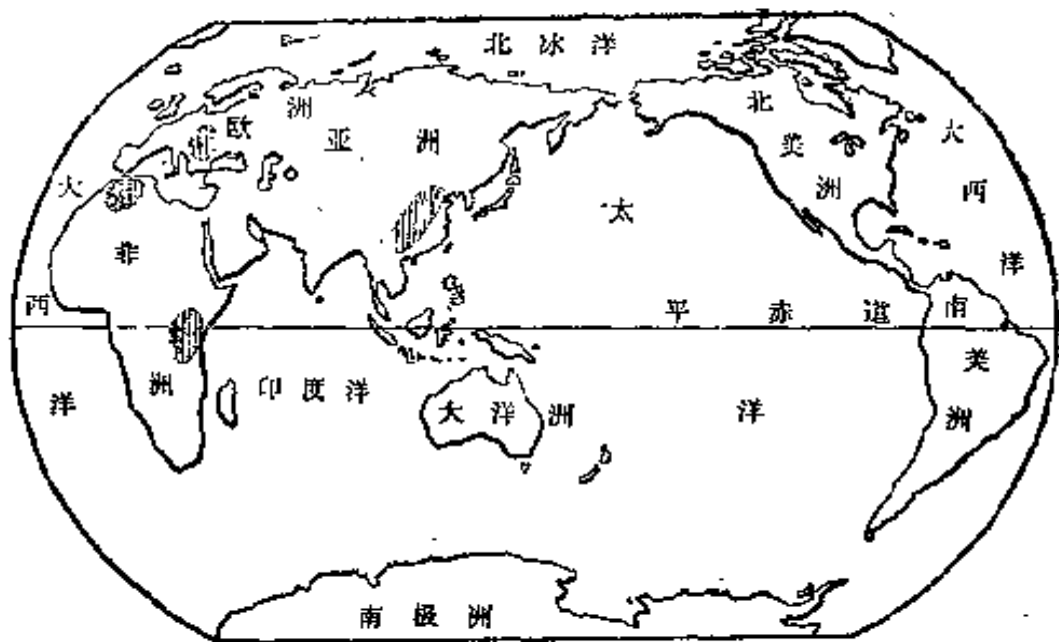 北冰洋
欧洲
亚洲
北美洲
大西洋
太平洋
大西洋
非洲
赤道
南美洲
印度洋
大洋洲
南极洲